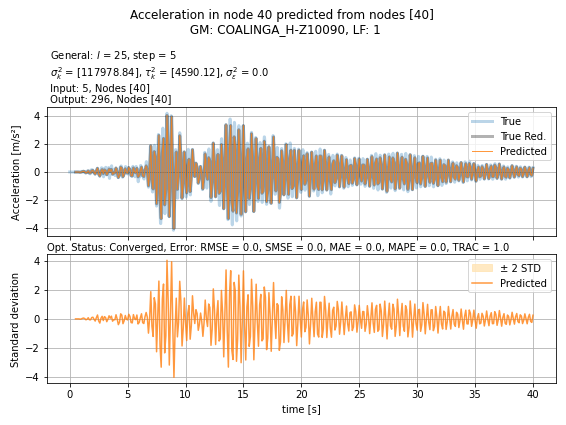 Acceleration in node 40 predicted from nodes [40]
GM: COALINGA_H-Z10090, LF: 1
General: l = 25, step = 5
σ²ₖ = [117978.84], τ²ₖ = [4590.12], σ²ε = 0.0
Input: 5, Nodes [40]
Output: 296, Nodes [40]
4
2
0
−2
−4
Acceleration [m/s²]
True
True Red.
Predicted
Opt. Status: Converged, Error: RMSE = 0.0, SMSE = 0.0, MAE = 0.0, MAPE = 0.0, TRAC = 1.0
4
2
0
−2
−4
Standard deviation
± 2 STD
Predicted
0 5 10 15 20 25 30 35 40
time [s]